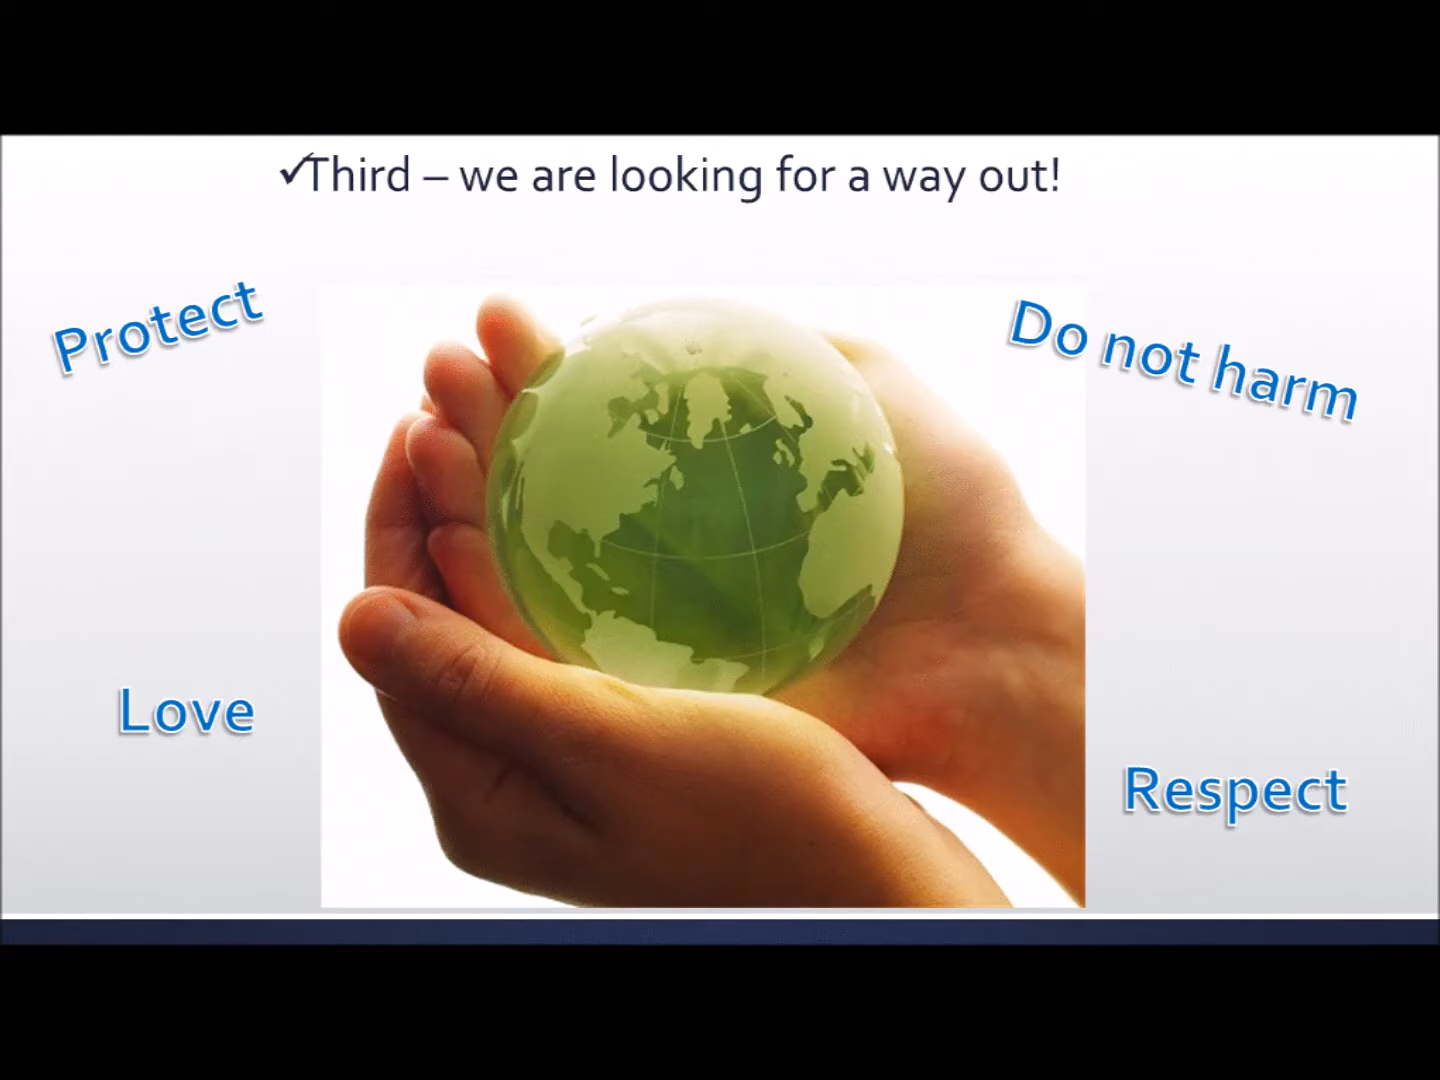 ✓Third – we are looking for a way out!
Protect
Do not harm
Love
Respect